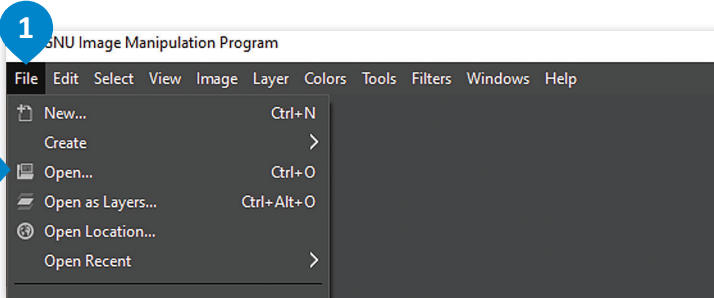 1
GNU Image Manipulation Program
File Edit Select View Image Layer Colors Tools Filters Windows Help
New... Ctrl+N
Create
Open... Ctrl+O
Open as Layers... Ctrl+Alt+O
Open Location...
Open Recent